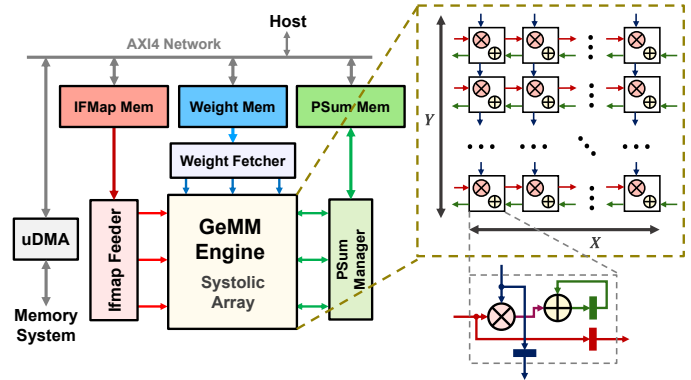 Host
AXI4 Network
IFMap Mem
Weight Mem
PSum Mem
Weight Fetcher
uDMA
Memory
System
Ifmap Feeder
GeMM
Engine
Systolic
Array
PSum
Manager
Y
X